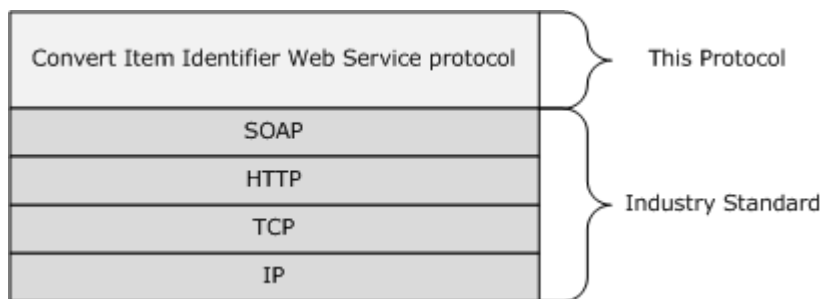 Convert Item Identifier Web Service protocol
This Protocol
SOAP
HTTP
TCP
IP
Industry Standard